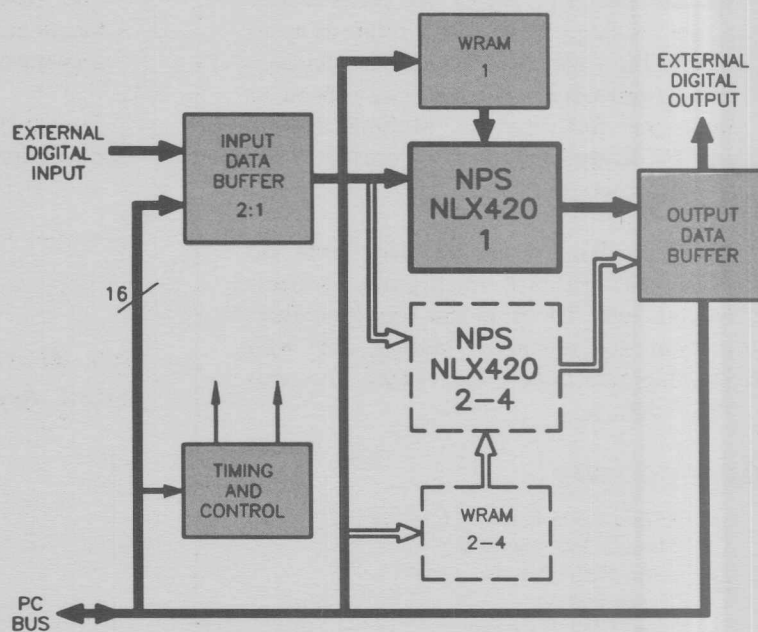 WRAM
1
EXTERNAL
DIGITAL
OUTPUT
EXTERNAL
DIGITAL
INPUT
INPUT
DATA
BUFFER
2:1
NPS
NLX420
1
OUTPUT
DATA
BUFFER
16
NPS
NLX420
2-4
TIMING
AND
CONTROL
WRAM
2-4
PC
BUS